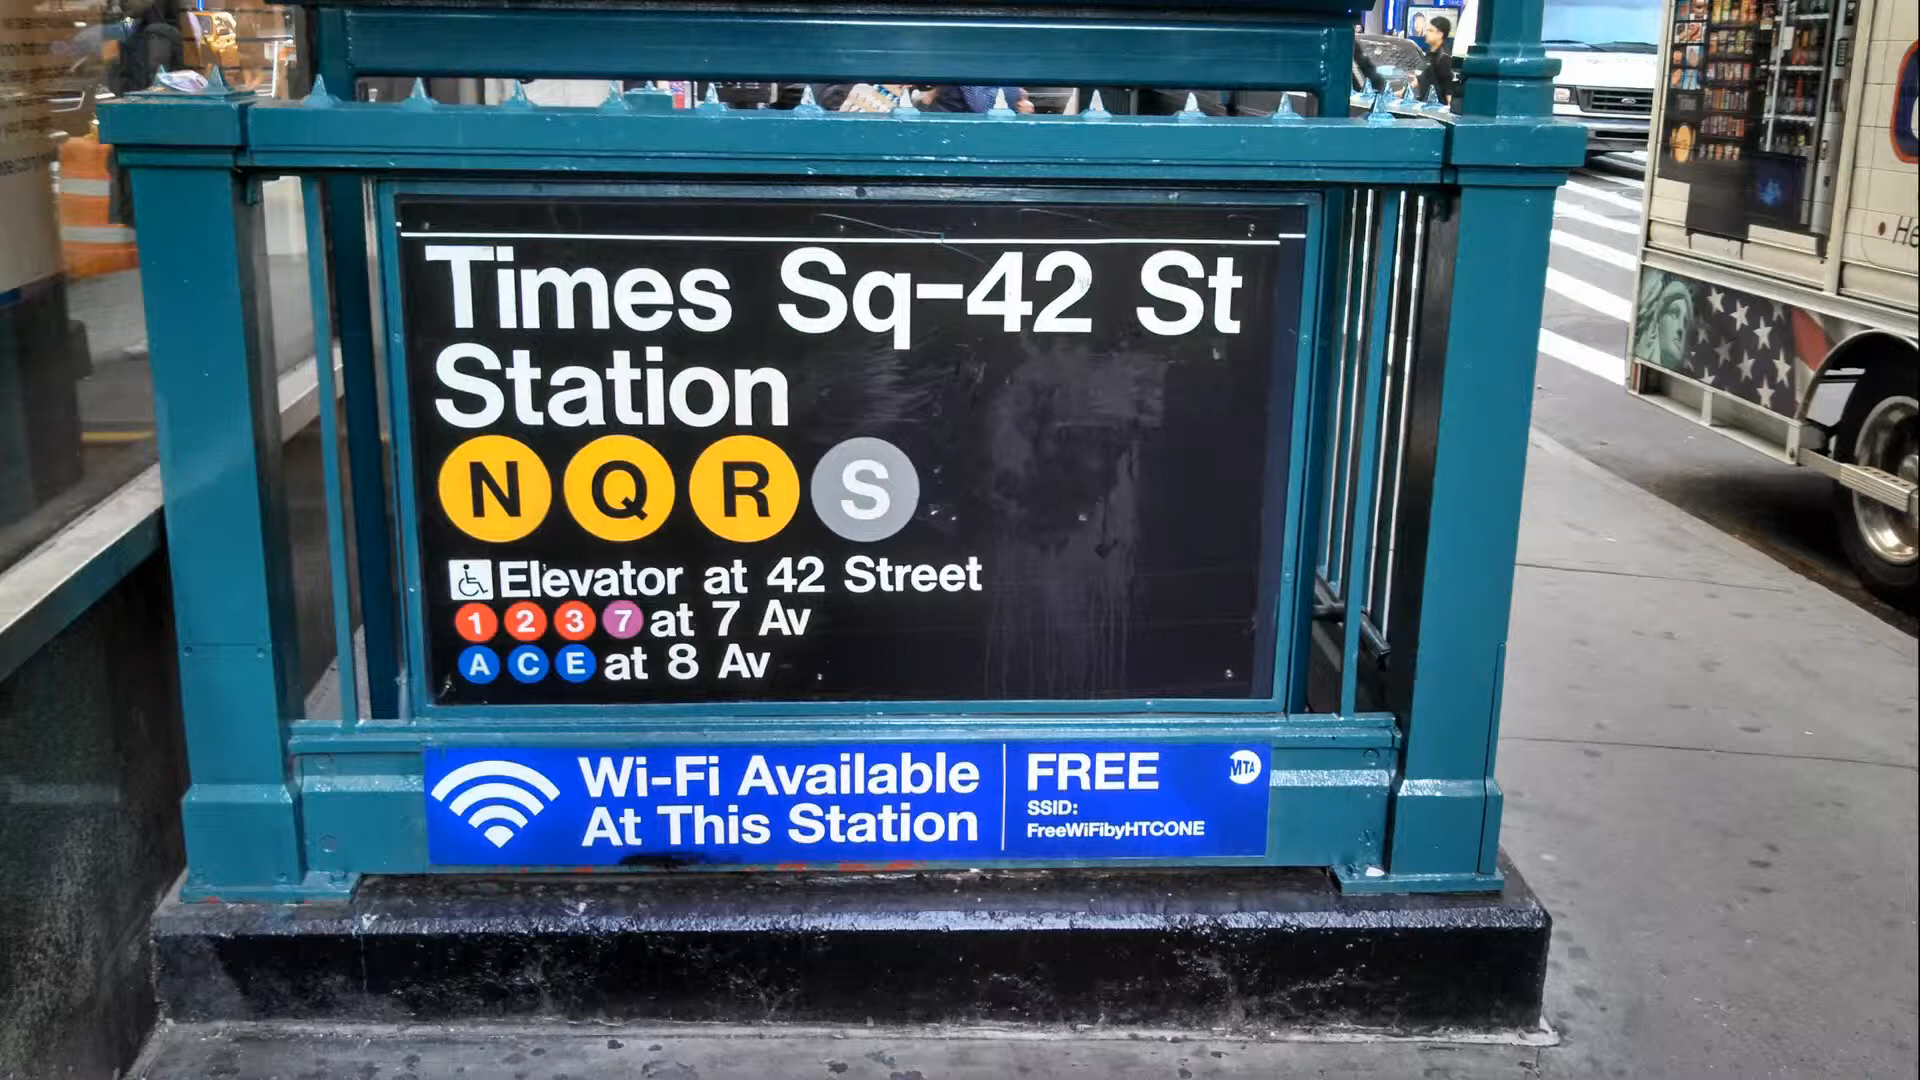 Times Sq-42 St
Station
N Q R S
Elevator at 42 Street
1 2 3 7 at 7 Av
A C E at 8 Av
Wi-Fi Available
At This Station
FREE
SSID:
FreeWiFibyHTCONE
MTA
He